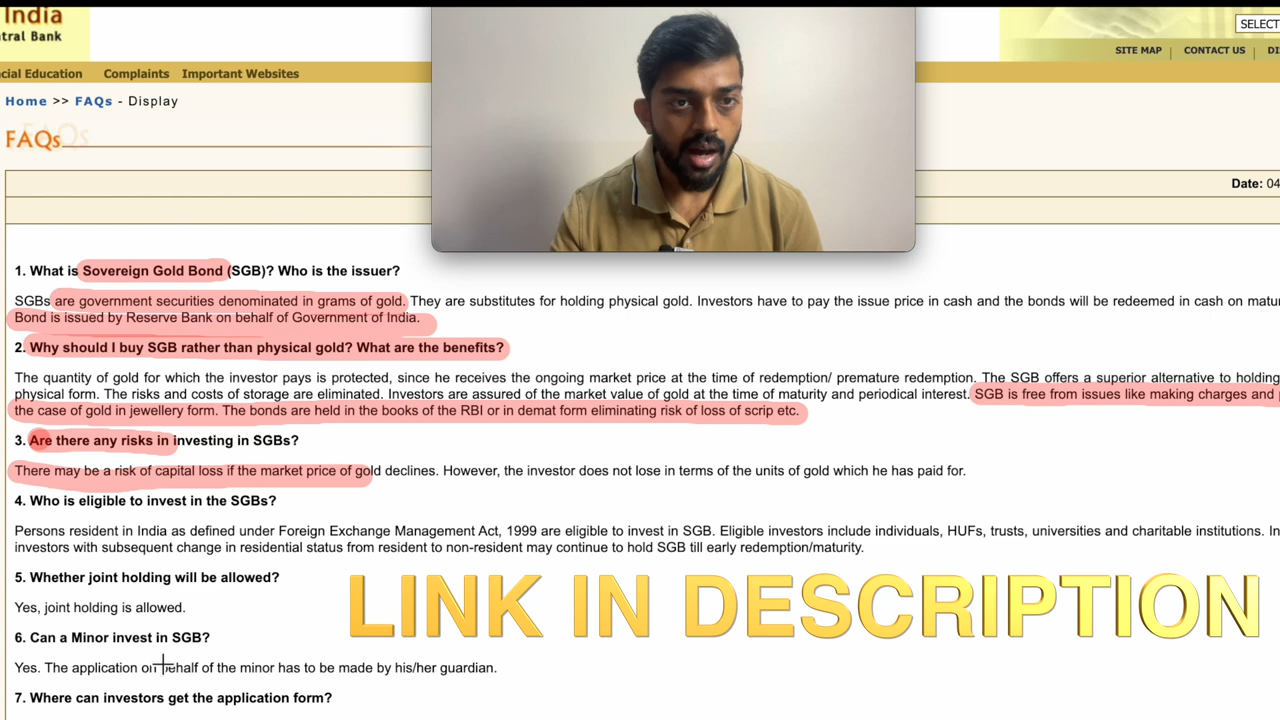 India
tral Bank
SELECT
SITE MAP | CONTACT US | DI
cial Education Complaints Important Websites
Home >> FAQs - Display
FAQs
Date: 04
1. What is Sovereign Gold Bond (SGB)? Who is the issuer?
SGBs are government securities denominated in grams of gold. They are substitutes for holding physical gold. Investors have to pay the issue price in cash and the bonds will be redeemed in cash on matu
Bond is issued by Reserve Bank on behalf of Government of India.
2. Why should I buy SGB rather than physical gold? What are the benefits?
The quantity of gold for which the investor pays is protected, since he receives the ongoing market price at the time of redemption/ premature redemption. The SGB offers a superior alternative to holding
physical form. The risks and costs of storage are eliminated. Investors are assured of the market value of gold at the time of maturity and periodical interest. SGB is free from issues like making charges and
the case of gold in jewellery form. The bonds are held in the books of the RBI or in demat form eliminating risk of loss of scrip etc.
3. Are there any risks in investing in SGBs?
There may be a risk of capital loss if the market price of gold declines. However, the investor does not lose in terms of the units of gold which he has paid for.
4. Who is eligible to invest in the SGBs?
Persons resident in India as defined under Foreign Exchange Management Act, 1999 are eligible to invest in SGB. Eligible investors include individuals, HUFs, trusts, universities and charitable institutions. In
investors with subsequent change in residential status from resident to non-resident may continue to hold SGB till early redemption/maturity.
5. Whether joint holding will be allowed?
LINK IN DESCRIPTION
Yes, joint holding is allowed.
6. Can a Minor invest in SGB?
Yes. The application on behalf of the minor has to be made by his/her guardian.
7. Where can investors get the application form?